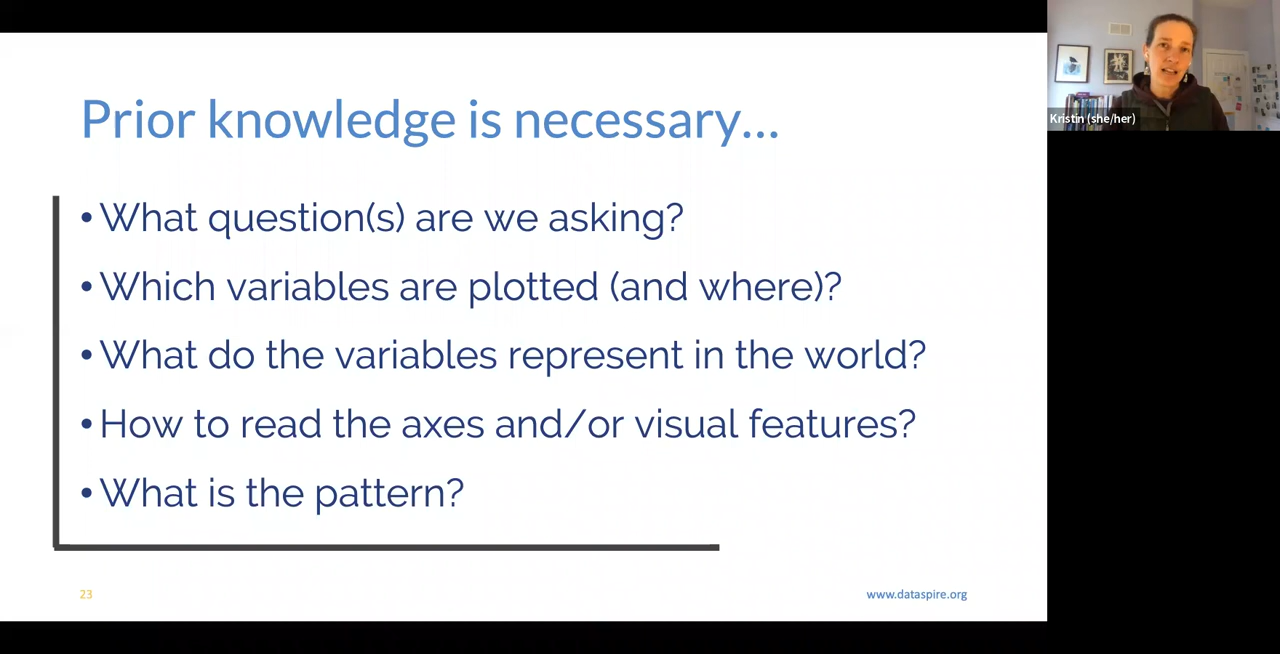 Prior knowledge is necessary...
• What question(s) are we asking?
• Which variables are plotted (and where)?
• What do the variables represent in the world?
• How to read the axes and/or visual features?
• What is the pattern?
23
www.dataspire.org
Kristin (she/her)